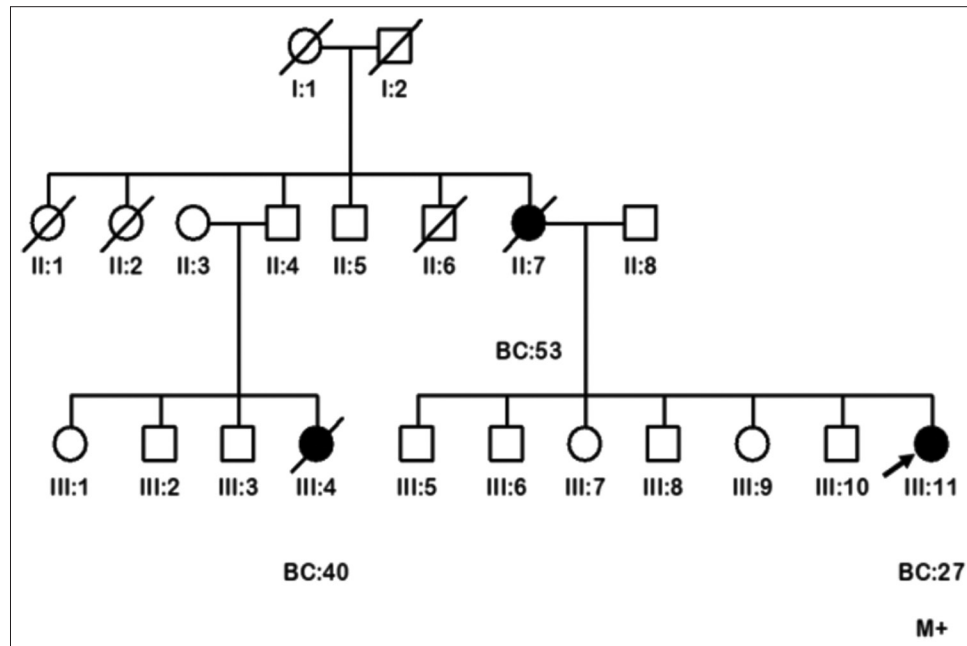 I:1 I:2
II:1 II:2 II:3 II:4 II:5 II:6 II:7 II:8
BC:53
III:1 III:2 III:3 III:4 III:5 III:6 III:7 III:8 III:9 III:10 III:11
BC:40 BC:27
M+